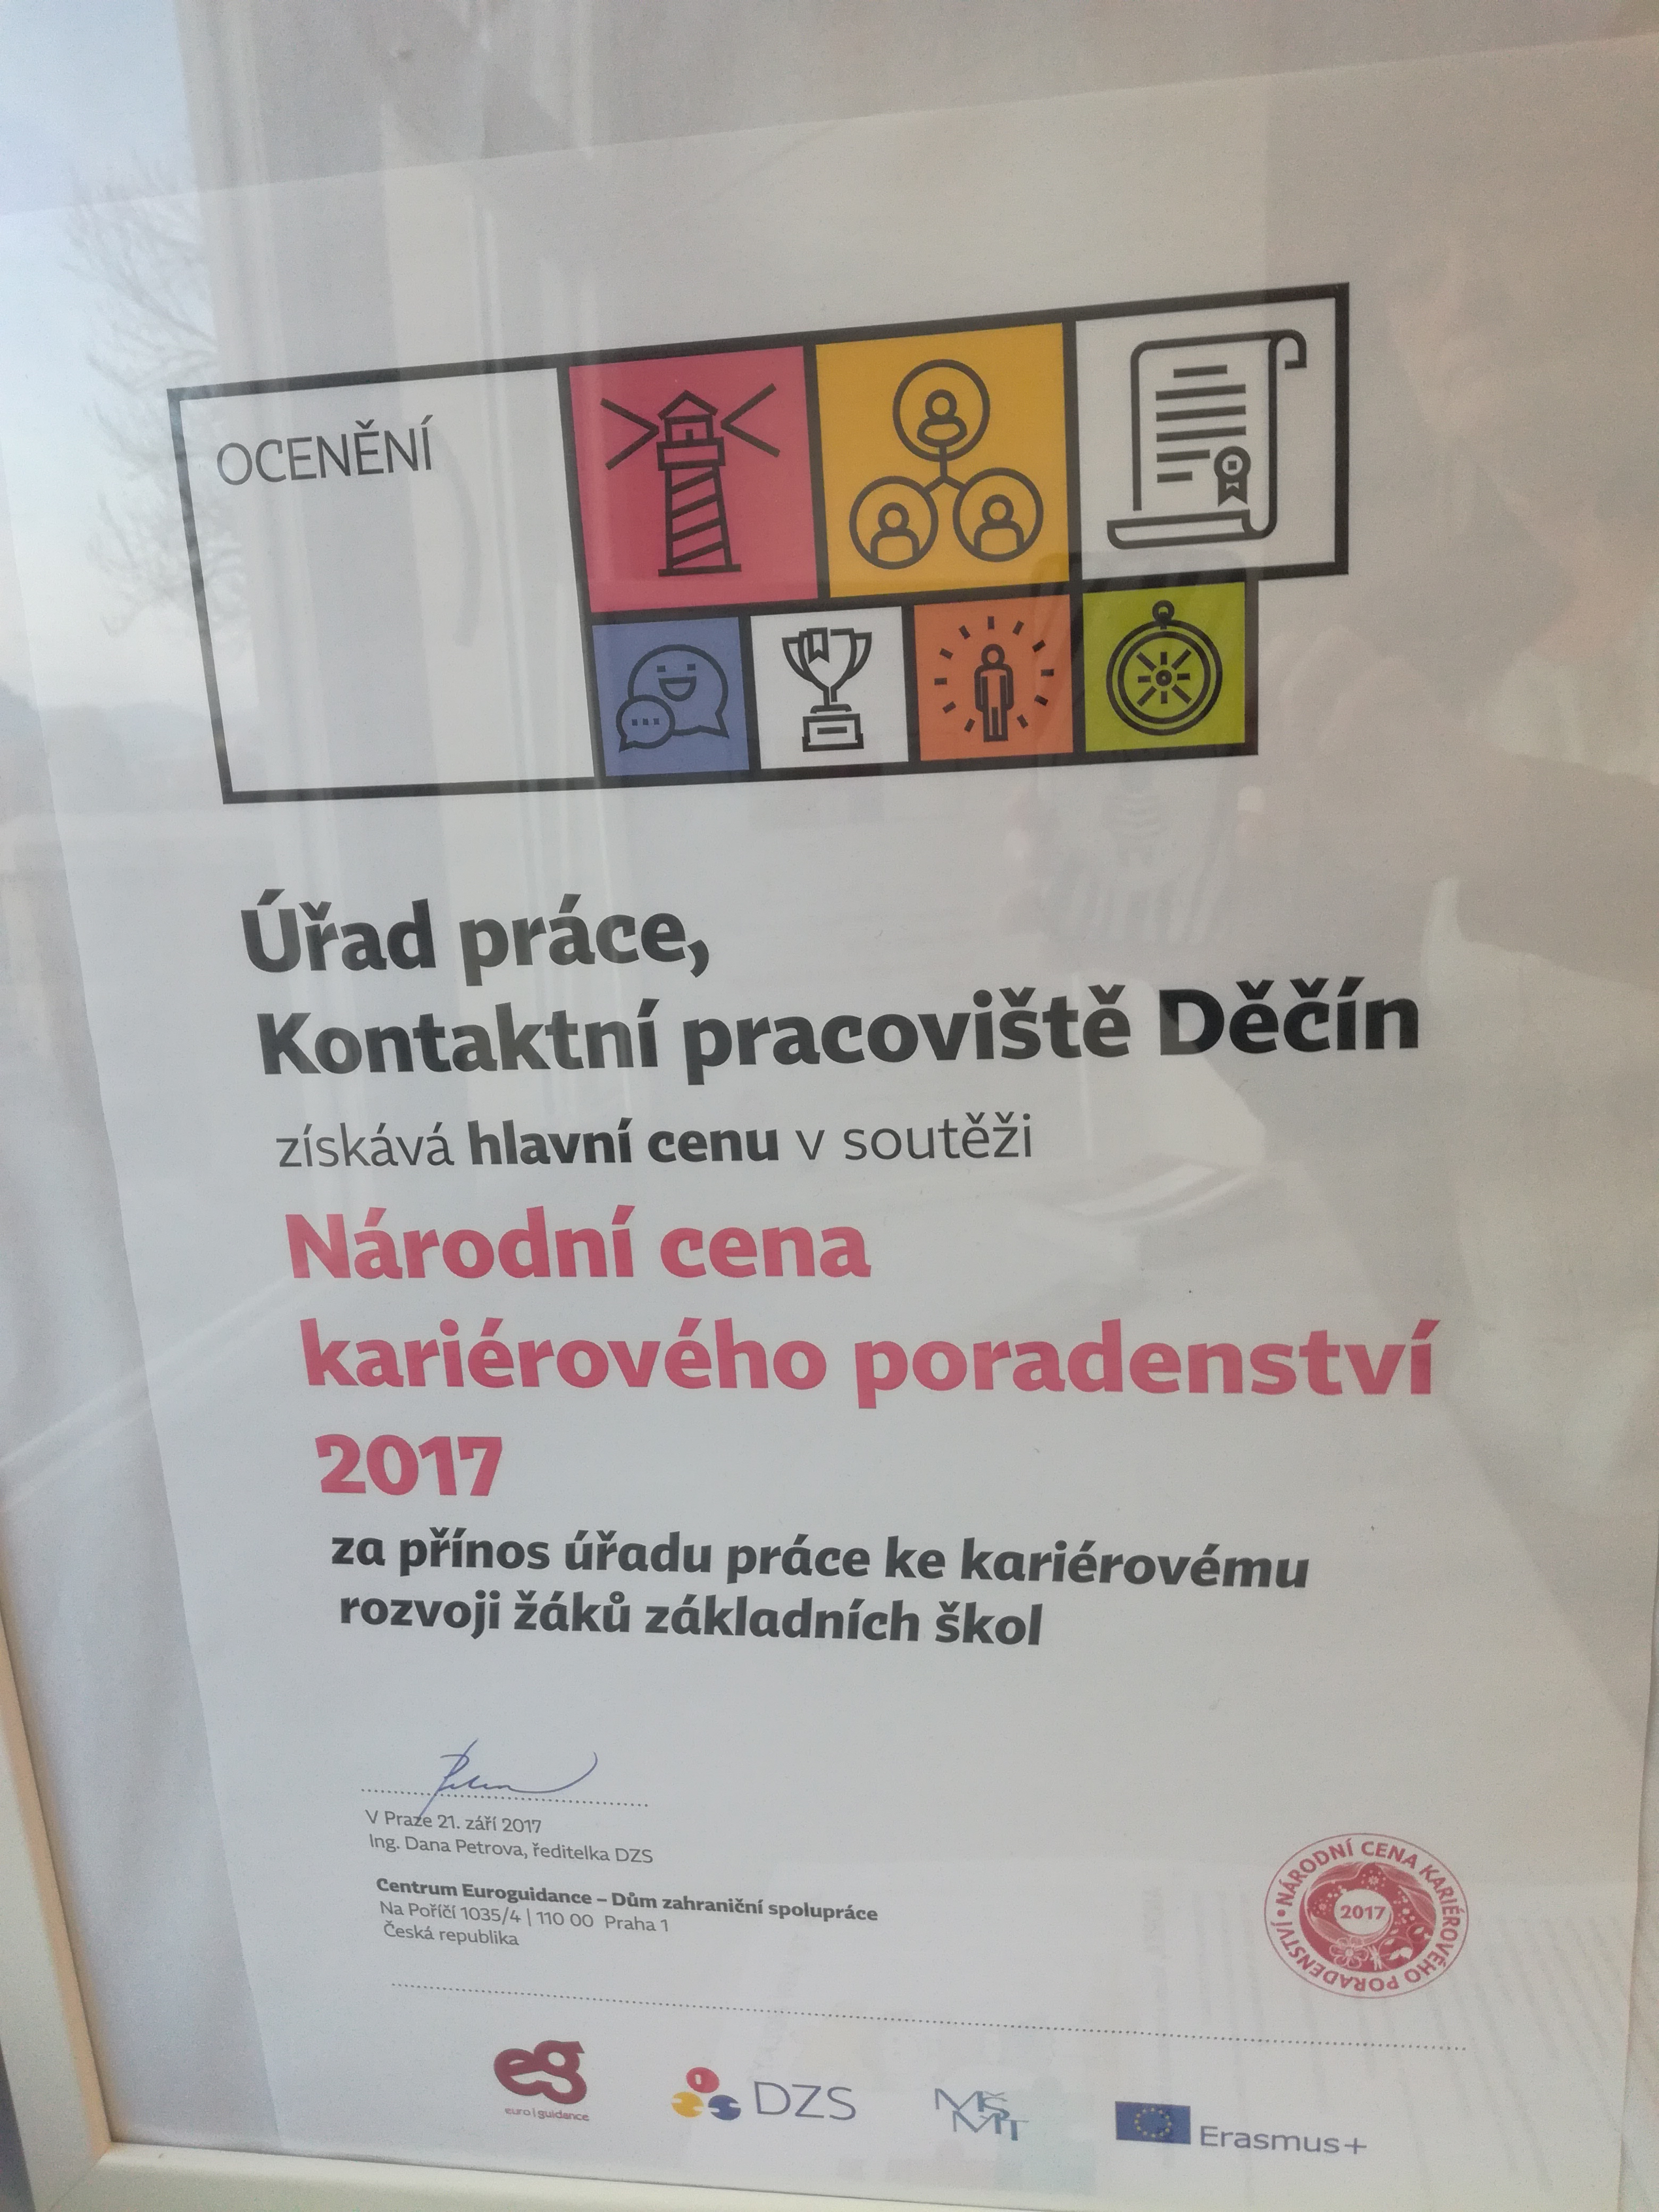 OCENĚNÍ
Úřad práce,
Kontaktní pracoviště Děčín
získává hlavní cenu v soutěži
Národní cena
kariérového poradenství
2017
za přínos úřadu práce ke kariérovému
rozvoji žáků základních škol
V Praze 21. září 2017
Ing. Dana Petrova, ředitelka DZS
Centrum Euroguidance – Dům zahraniční spolupráce
Na Poříčí 1035/4 | 110 00 Praha 1
Česká republika
• NÁRODNÍ CENA KARIÉROVÉHO PORADENSTVÍ
2017
eg
euro|guidance
DZS
MŠMT
Erasmus+